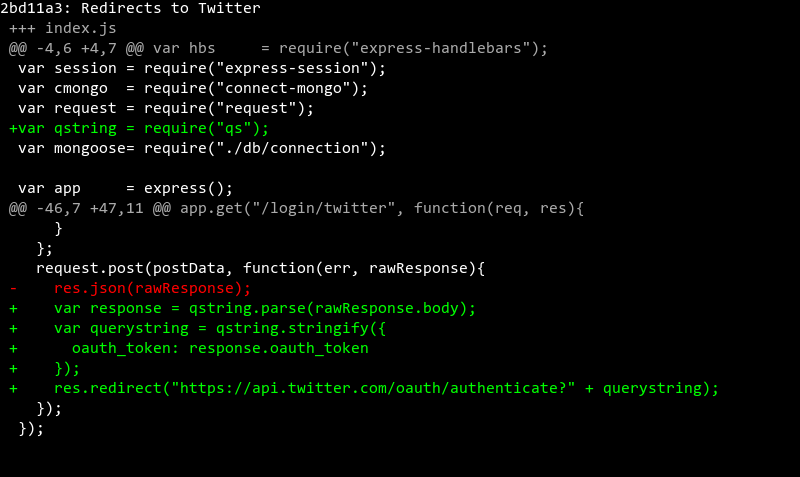 2bd11a3: Redirects to Twitter
+++ index.js
@@ -4,6 +4,7 @@ var hbs     = require("express-handlebars");
 var session = require("express-session");
 var cmongo  = require("connect-mongo");
 var request = require("request");
+var qstring = require("qs");
 var mongoose= require("./db/connection");

 var app     = express();
@@ -46,7 +47,11 @@ app.get("/login/twitter", function(req, res){
     }
   };
   request.post(postData, function(err, rawResponse){
-    res.json(rawResponse);
+    var response = qstring.parse(rawResponse.body);
+    var querystring = qstring.stringify({
+      oauth_token: response.oauth_token
+    });
+    res.redirect("https://api.twitter.com/oauth/authenticate?" + querystring);
   });
 });